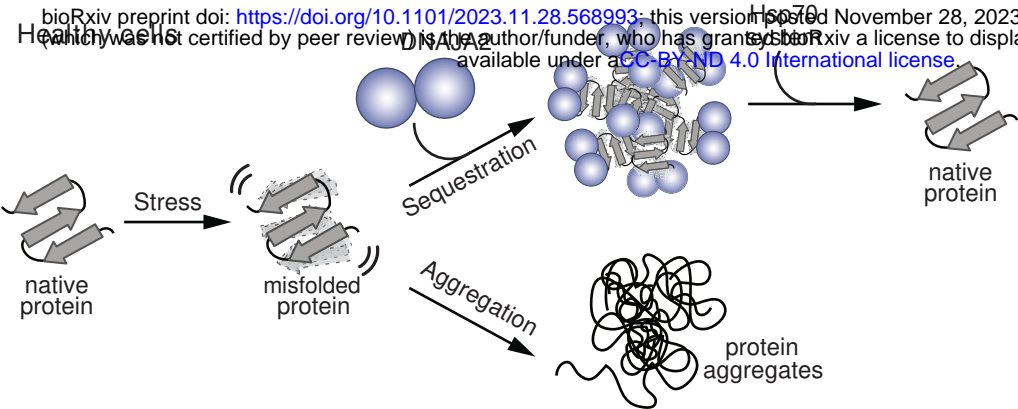 bioRxiv preprint doi: https://doi.org/10.1101/2023.11.28.568993; this version posted November 28, 2023
(which was not certified by peer review) is the author/funder, who has granted bioRxiv a license to displa
available under aCC-BY-ND 4.0 International license.
Healthy cells
DNAJA2
Hsp70
system
Sequestration
native
protein
Stress
native
protein
misfolded
protein
Aggregation
protein
aggregates